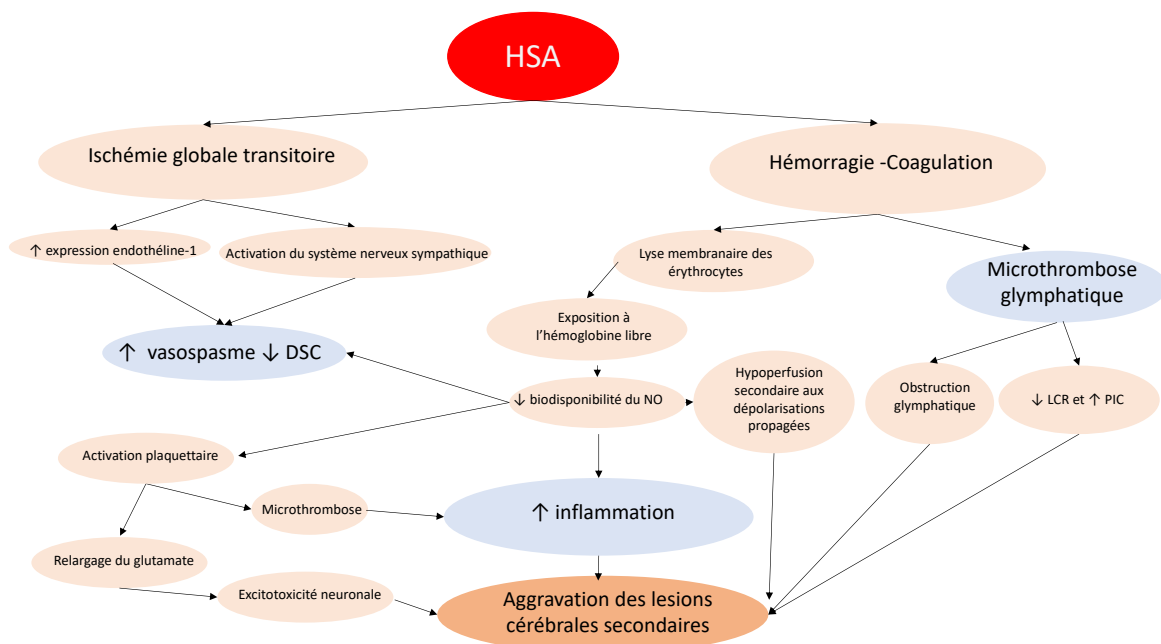 HSA
Ischémie globale transitoire
Hémorragie -Coagulation
↑ expression endothéline-1
Activation du système nerveux sympathique
Lyse membranaire des
érythrocytes
Microthrombose
glymphatique
Exposition à
l'hémoglobine libre
↑ vasospasme ↓ DSC
Hypoperfusion
secondaire aux
dépolarisations
propagées
Obstruction
glymphatique
↓ LCR et ↑ PIC
↓ biodisponibilité du NO
Activation plaquettaire
Microthrombose
↑ inflammation
Relargage du glutamate
Excitotoxicité neuronale
Aggravation des lesions
cérébrales secondaires